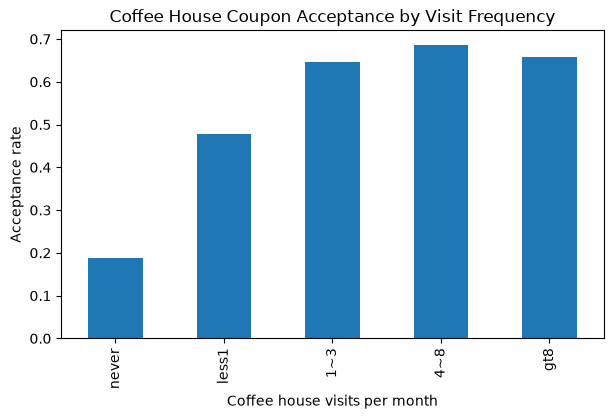 Coffee House Coupon Acceptance by Visit Frequency
Acceptance rate
0.7
0.6
0.5
0.4
0.3
0.2
0.1
0.0
never
less1
1~3
4~8
gt8
Coffee house visits per month